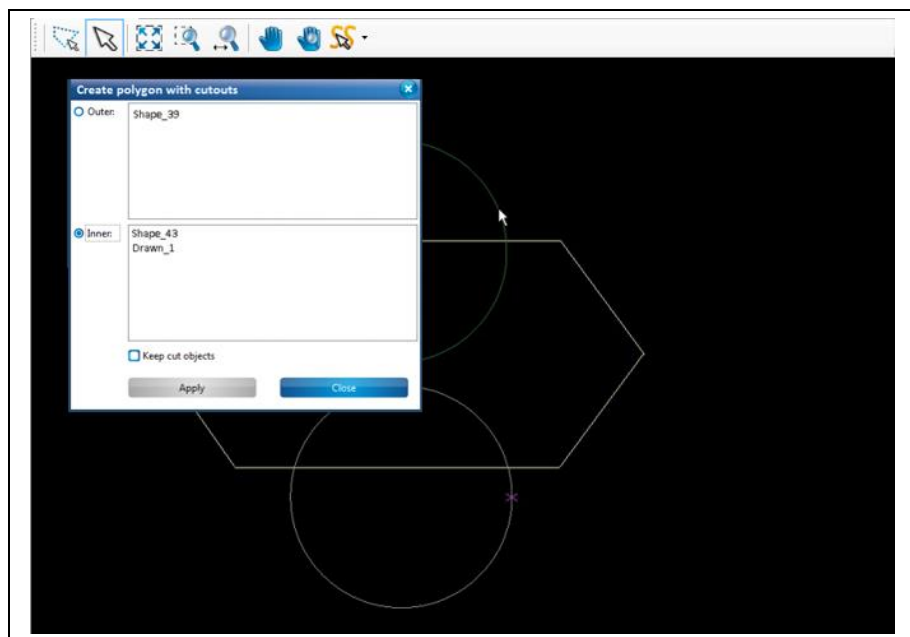 Create polygon with cutouts
Outer:
Shape_39
Inner:
Shape_43
Drawn_1
Keep cut objects
Apply
Close